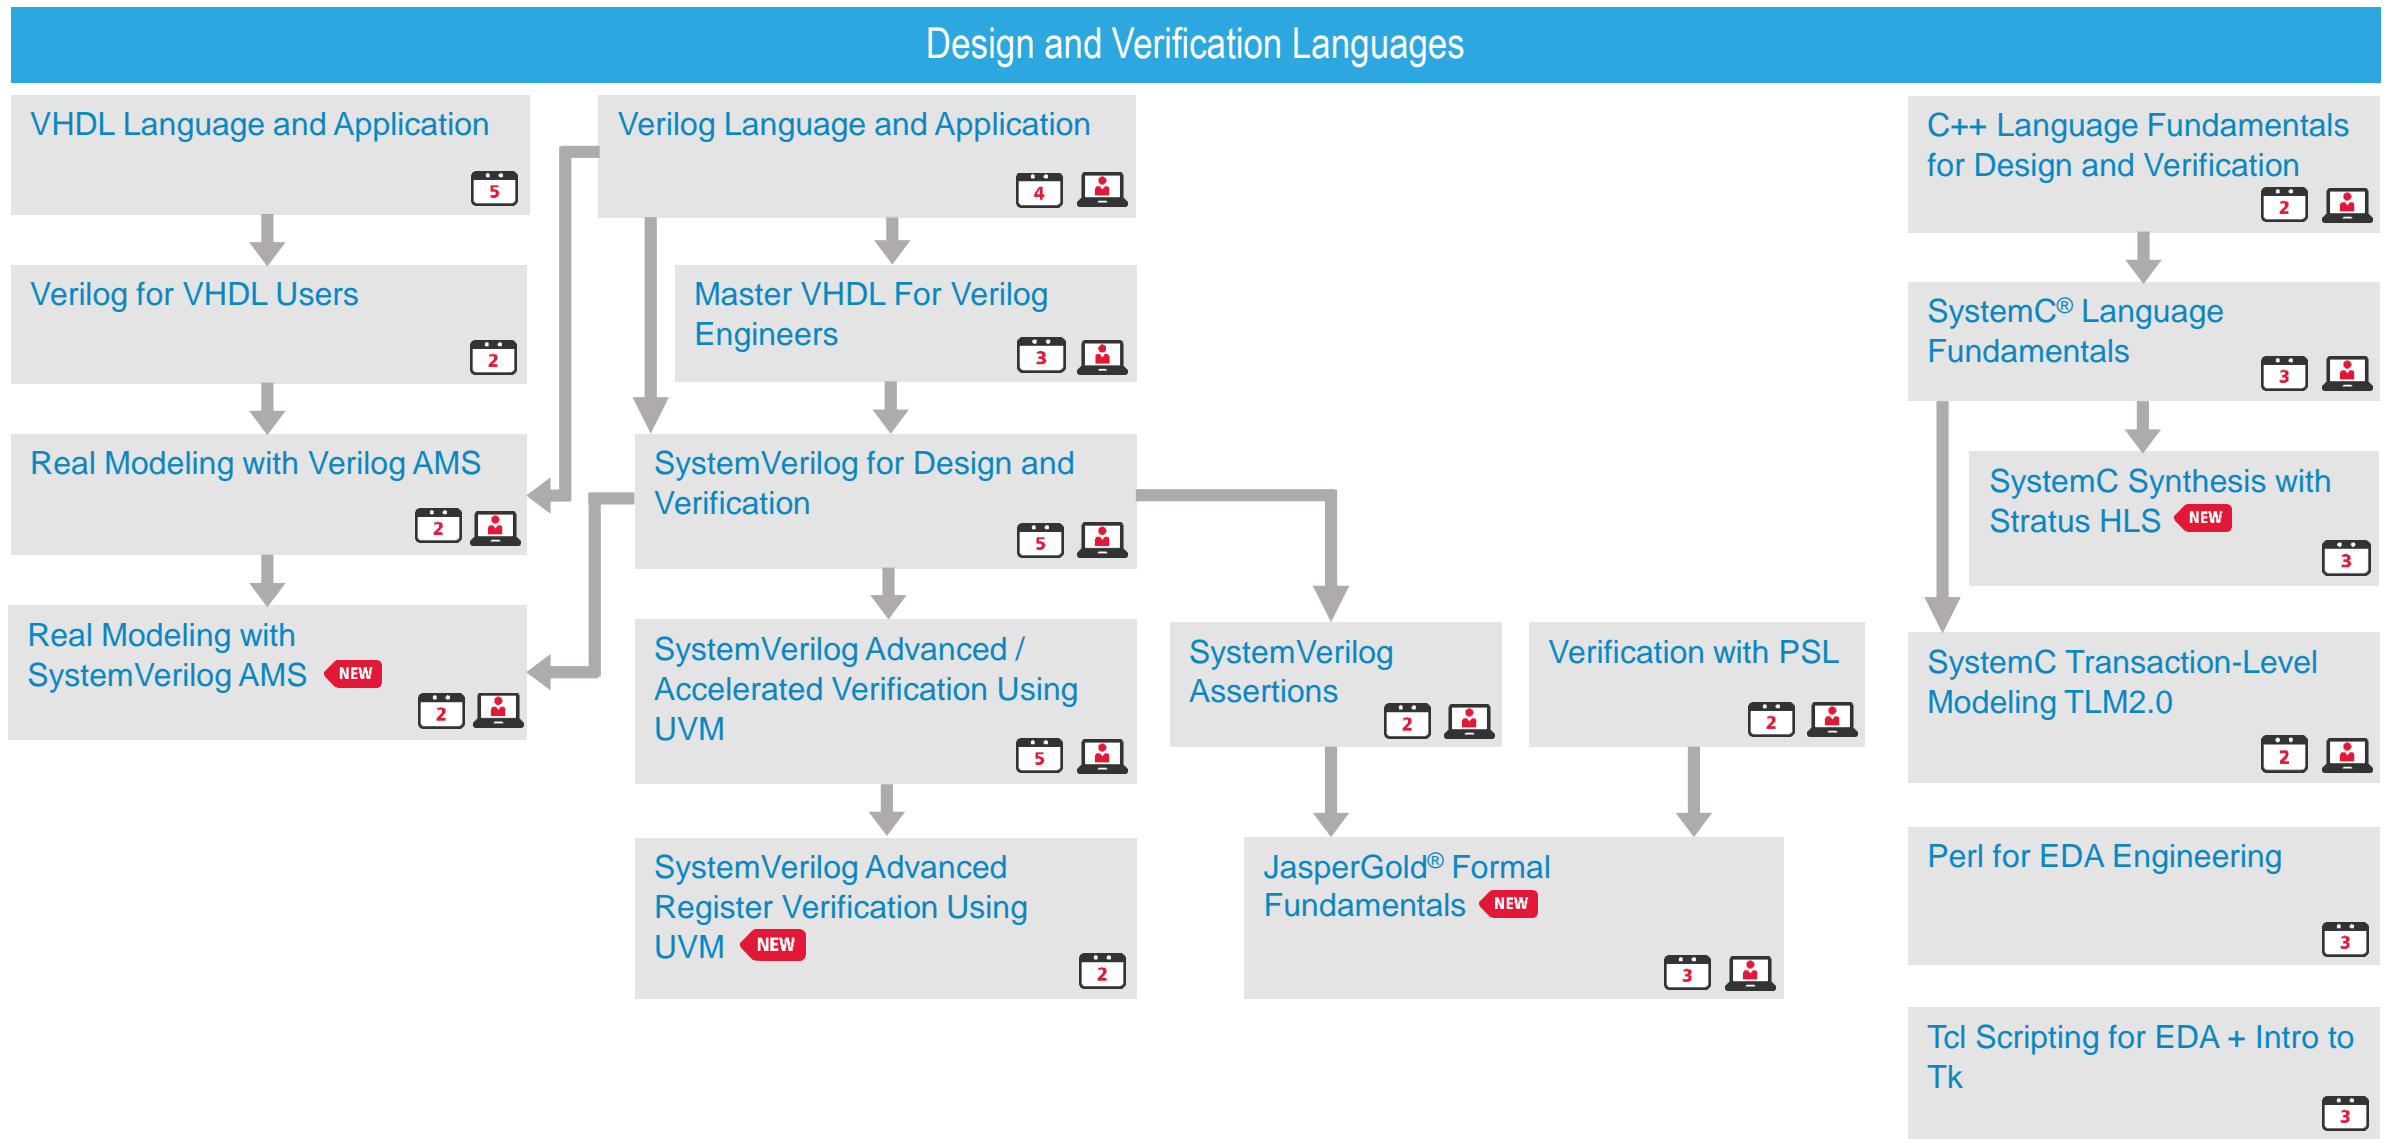 Design and Verification Languages
VHDL Language and Application
5
Verilog for VHDL Users
2
Real Modeling with Verilog AMS
2
Real Modeling with
SystemVerilog AMS NEW
2
Verilog Language and Application
4
Master VHDL For Verilog
Engineers
3
SystemVerilog for Design and
Verification
5
SystemVerilog Advanced /
Accelerated Verification Using
UVM
5
SystemVerilog Advanced
Register Verification Using
UVM NEW
2
SystemVerilog
Assertions
2
Verification with PSL
2
JasperGold® Formal
Fundamentals NEW
3
C++ Language Fundamentals
for Design and Verification
2
SystemC® Language
Fundamentals
3
SystemC Synthesis with
Stratus HLS NEW
3
SystemC Transaction-Level
Modeling TLM2.0
2
Perl for EDA Engineering
3
Tcl Scripting for EDA + Intro to
Tk
3